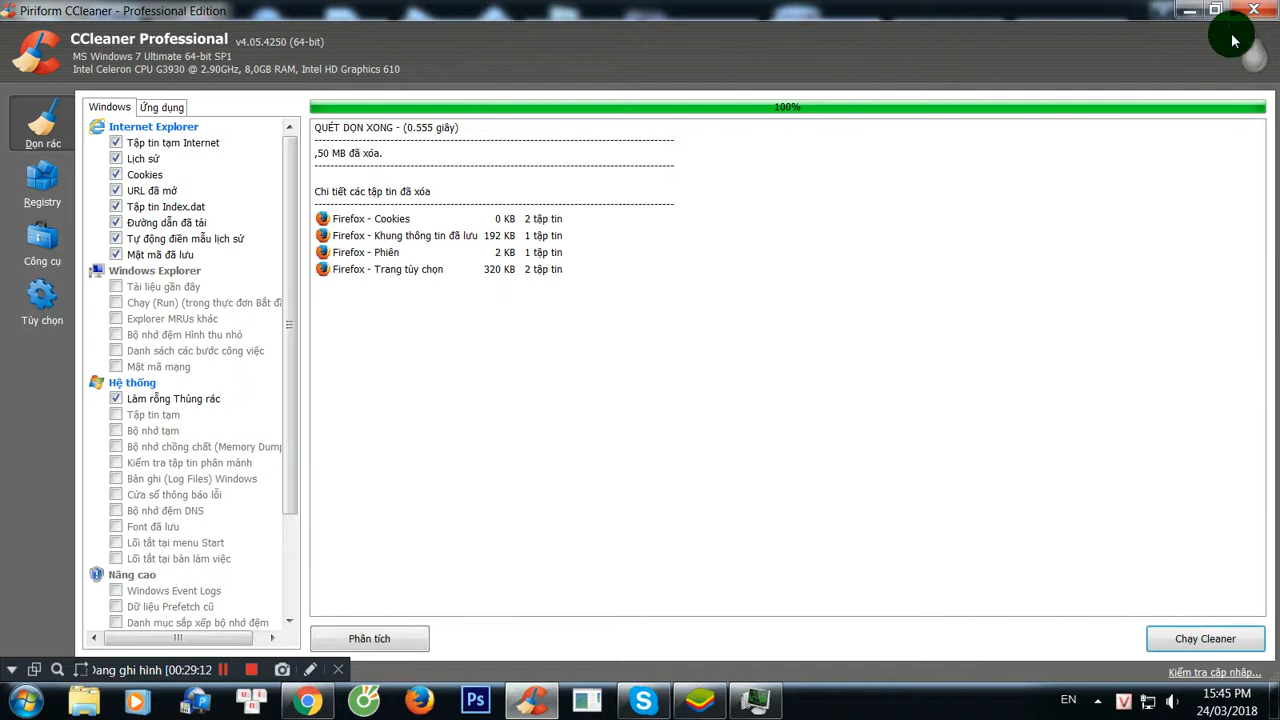 Piriform CCleaner - Professional Edition
CCleaner Professional v4.05.4250 (64-bit)
MS Windows 7 Ultimate 64-bit SP1
Intel Celeron CPU G3930 @ 2.90GHz, 8,0GB RAM, Intel HD Graphics 610
Dọn rác
Registry
Công cụ
Tùy chọn
Windows
Ứng dụng
Internet Explorer
Tập tin tạm Internet
Lịch sử
Cookies
URL đã mở
Tập tin Index.dat
Đường dẫn đã tải
Tự động điền mẫu lịch sử
Mật mã đã lưu
Windows Explorer
Tài liệu gần đây
Chạy (Run) (trong thực đơn Bắt đầ
Explorer MRUs khác
Bộ nhớ đệm Hình thu nhỏ
Danh sách các bước công việc
Mật mã mạng
Hệ thống
Làm rỗng Thùng rác
Tập tin tạm
Bộ nhớ tạm
Bộ nhớ chồng chất (Memory Dump
Kiểm tra tập tin phân mảnh
Bản ghi (Log Files) Windows
Cửa sổ thông báo lỗi
Bộ nhớ đệm DNS
Font đã lưu
Lối tắt tại menu Start
Lối tắt tại bàn làm việc
Nâng cao
Windows Event Logs
Dữ liệu Prefetch cũ
Danh mục sắp xếp bộ nhớ đệm
100%
QUÉT DỌN XONG - (0.555 giây)
,50 MB đã xóa.
Chi tiết các tập tin đã xóa
Firefox - Cookies 0 KB 2 tập tin
Firefox - Khung thông tin đã lưu 192 KB 1 tập tin
Firefox - Phiên 2 KB 1 tập tin
Firefox - Trang tùy chọn 320 KB 2 tập tin
Phân tích
Chạy Cleaner
Kiểm tra cập nhập...
Đang ghi hình [00:29:12
Ps
EN
15:45 PM
24/03/2018